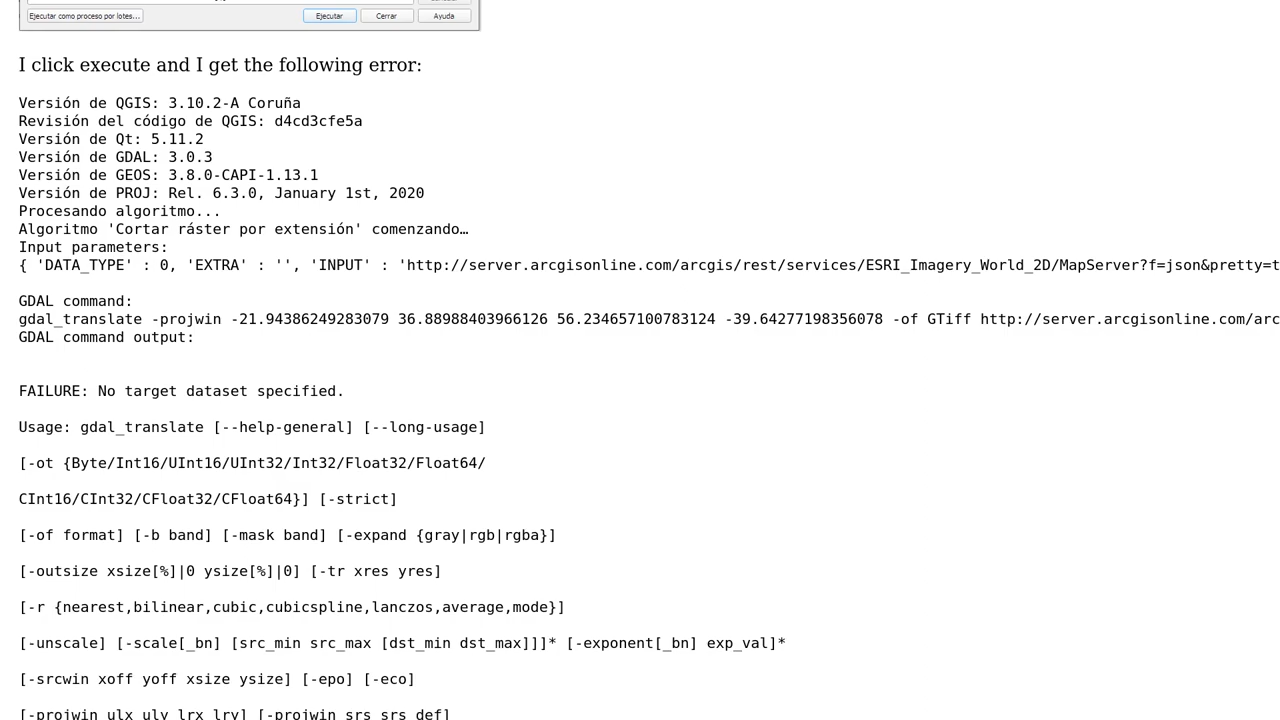 Ejecutar como proceso por lotes...
Ejecutar
Cerrar
Ayuda
I click execute and I get the following error:
Versión de QGIS: 3.10.2-A Coruña
Revisión del código de QGIS: d4cd3cfe5a
Versión de Qt: 5.11.2
Versión de GDAL: 3.0.3
Versión de GEOS: 3.8.0-CAPI-1.13.1
Versión de PROJ: Rel. 6.3.0, January 1st, 2020
Procesando algoritmo...
Algoritmo 'Cortar ráster por extensión' comenzando…
Input parameters:
{ 'DATA_TYPE' : 0, 'EXTRA' : '', 'INPUT' : 'http://server.arcgisonline.com/arcgis/rest/services/ESRI_Imagery_World_2D/MapServer?f=json&pretty=t
GDAL command:
gdal_translate -projwin -21.94386249283079 36.88988403966126 56.234657100783124 -39.64277198356078 -of GTiff http://server.arcgisonline.com/arc
GDAL command output:
FAILURE: No target dataset specified.
Usage: gdal_translate [--help-general] [--long-usage]
[-ot {Byte/Int16/UInt16/UInt32/Int32/Float32/Float64/
CInt16/CInt32/CFloat32/CFloat64}] [-strict]
[-of format] [-b band] [-mask band] [-expand {gray|rgb|rgba}]
[-outsize xsize[%]|0 ysize[%]|0] [-tr xres yres]
[-r {nearest,bilinear,cubic,cubicspline,lanczos,average,mode}]
[-unscale] [-scale[_bn] [src_min src_max [dst_min dst_max]]]* [-exponent[_bn] exp_val]*
[-srcwin xoff yoff xsize ysize] [-epo] [-eco]
[-projwin ulx uly lrx lry] [-projwin_srs srs_def]